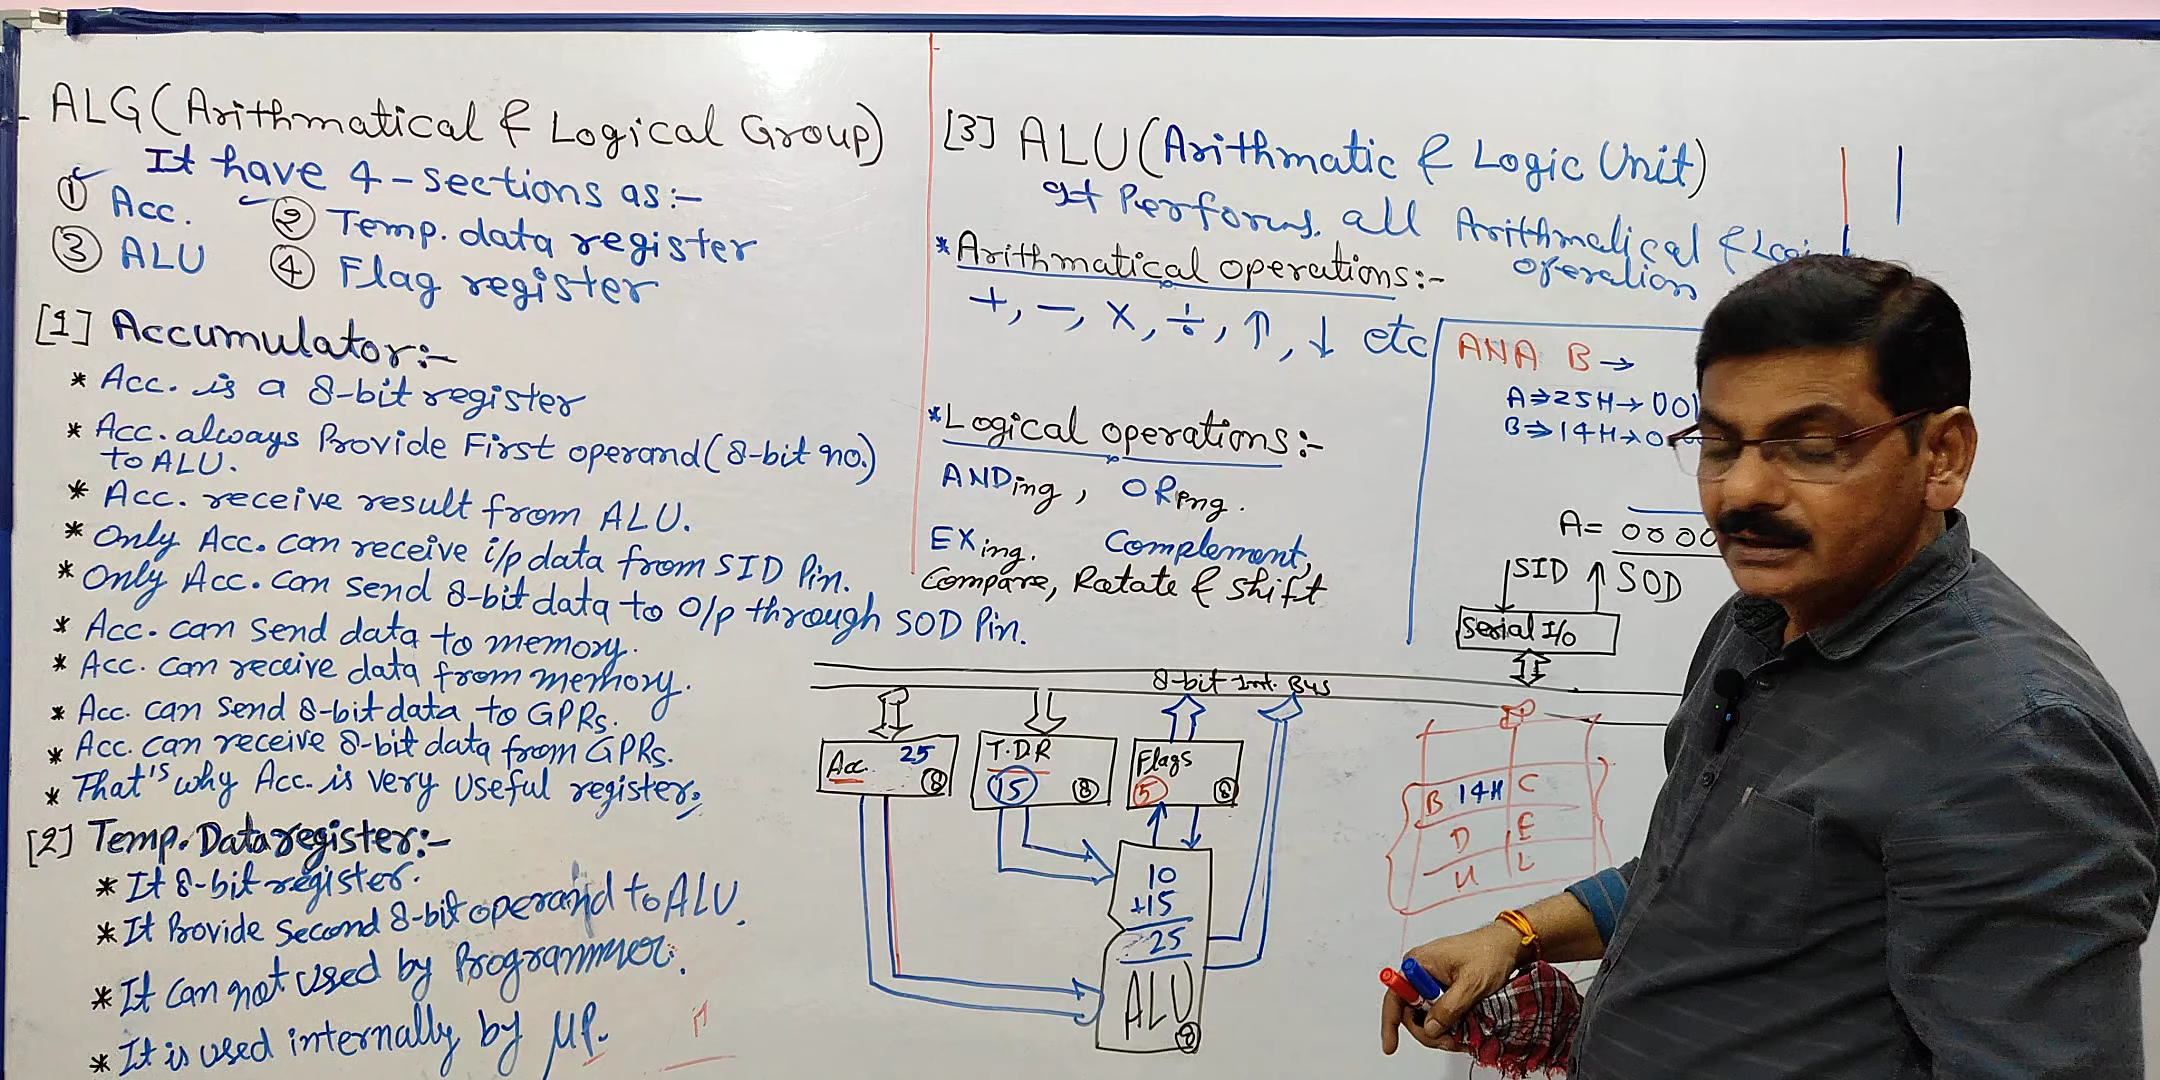 ALG (Arithmatical & Logical Group)
It have 4-sections as:-
① Acc. ② Temp. data register
③ ALU ④ Flag register
[1] Accumulator:-
* Acc. is a 8-bit register
* Acc. always Provide First operand (8-bit no.)
to ALU.
* Acc. receive result from ALU.
* Only Acc. can receive i/p data from SID Pin.
* Only Acc. can send 8-bit data to O/p through SOD Pin.
* Acc. can send data to memory.
* Acc. can receive data from memory.
* Acc. can send 8-bit data to GPRs.
* Acc. can receive 8-bit data from GPRs.
* That's why Acc. is very useful register.
[2] Temp. Data register:-
* It 8-bit register.
* It Provide Second 8-bit operand to ALU.
* It can not used by Programmer.
* It is used internally by μP.
[3] ALU (Arithmatic & Logic Unit)
It Performs all Arithmatical &
operation
* Arithmatical operations:-
+, -, ×, ÷, ↑, ↓ etc
* Logical operations:-
ANDing, ORing.
EXing. Complement,
Compare, Rotate & Shift
ANA B →
A⇒25H→
B⇒14H→
A=
SID SOD
Serial I/O
8-bit Int. Bus
Acc. 25 ⑧
T.D.R 15 ⑧
Flags 5 ⑧
10
+15
25
ALU
⑧
B 14H C
D E
H L